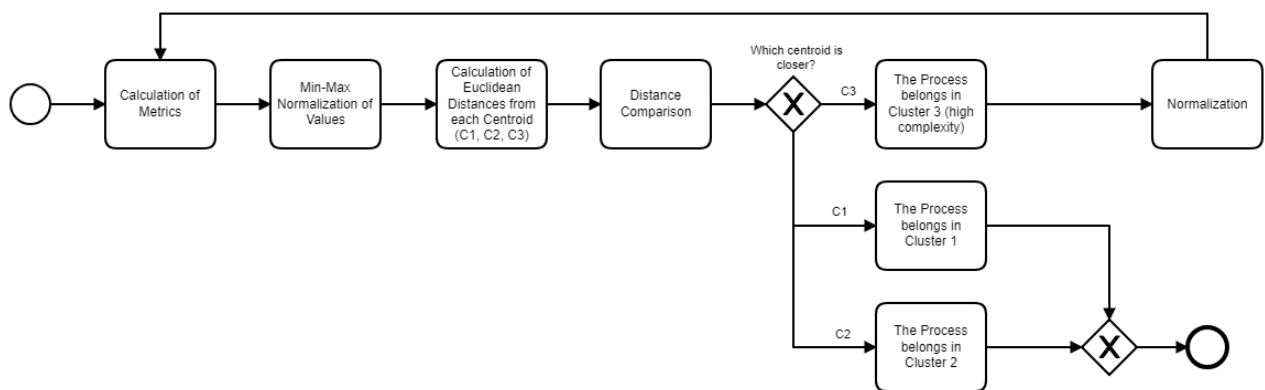 Which centroid is
closer?
Calculation of
Metrics
Min-Max
Normalization of
Values
Calculation of
Euclidean
Distances from
each Centroid
(C1, C2, C3)
Distance
Comparison
X
C3
The Process
belongs in
Cluster 3 (high
complexity)
Normalization
C1
The Process
belongs in
Cluster 1
C2
The Process
belongs in
Cluster 2
X